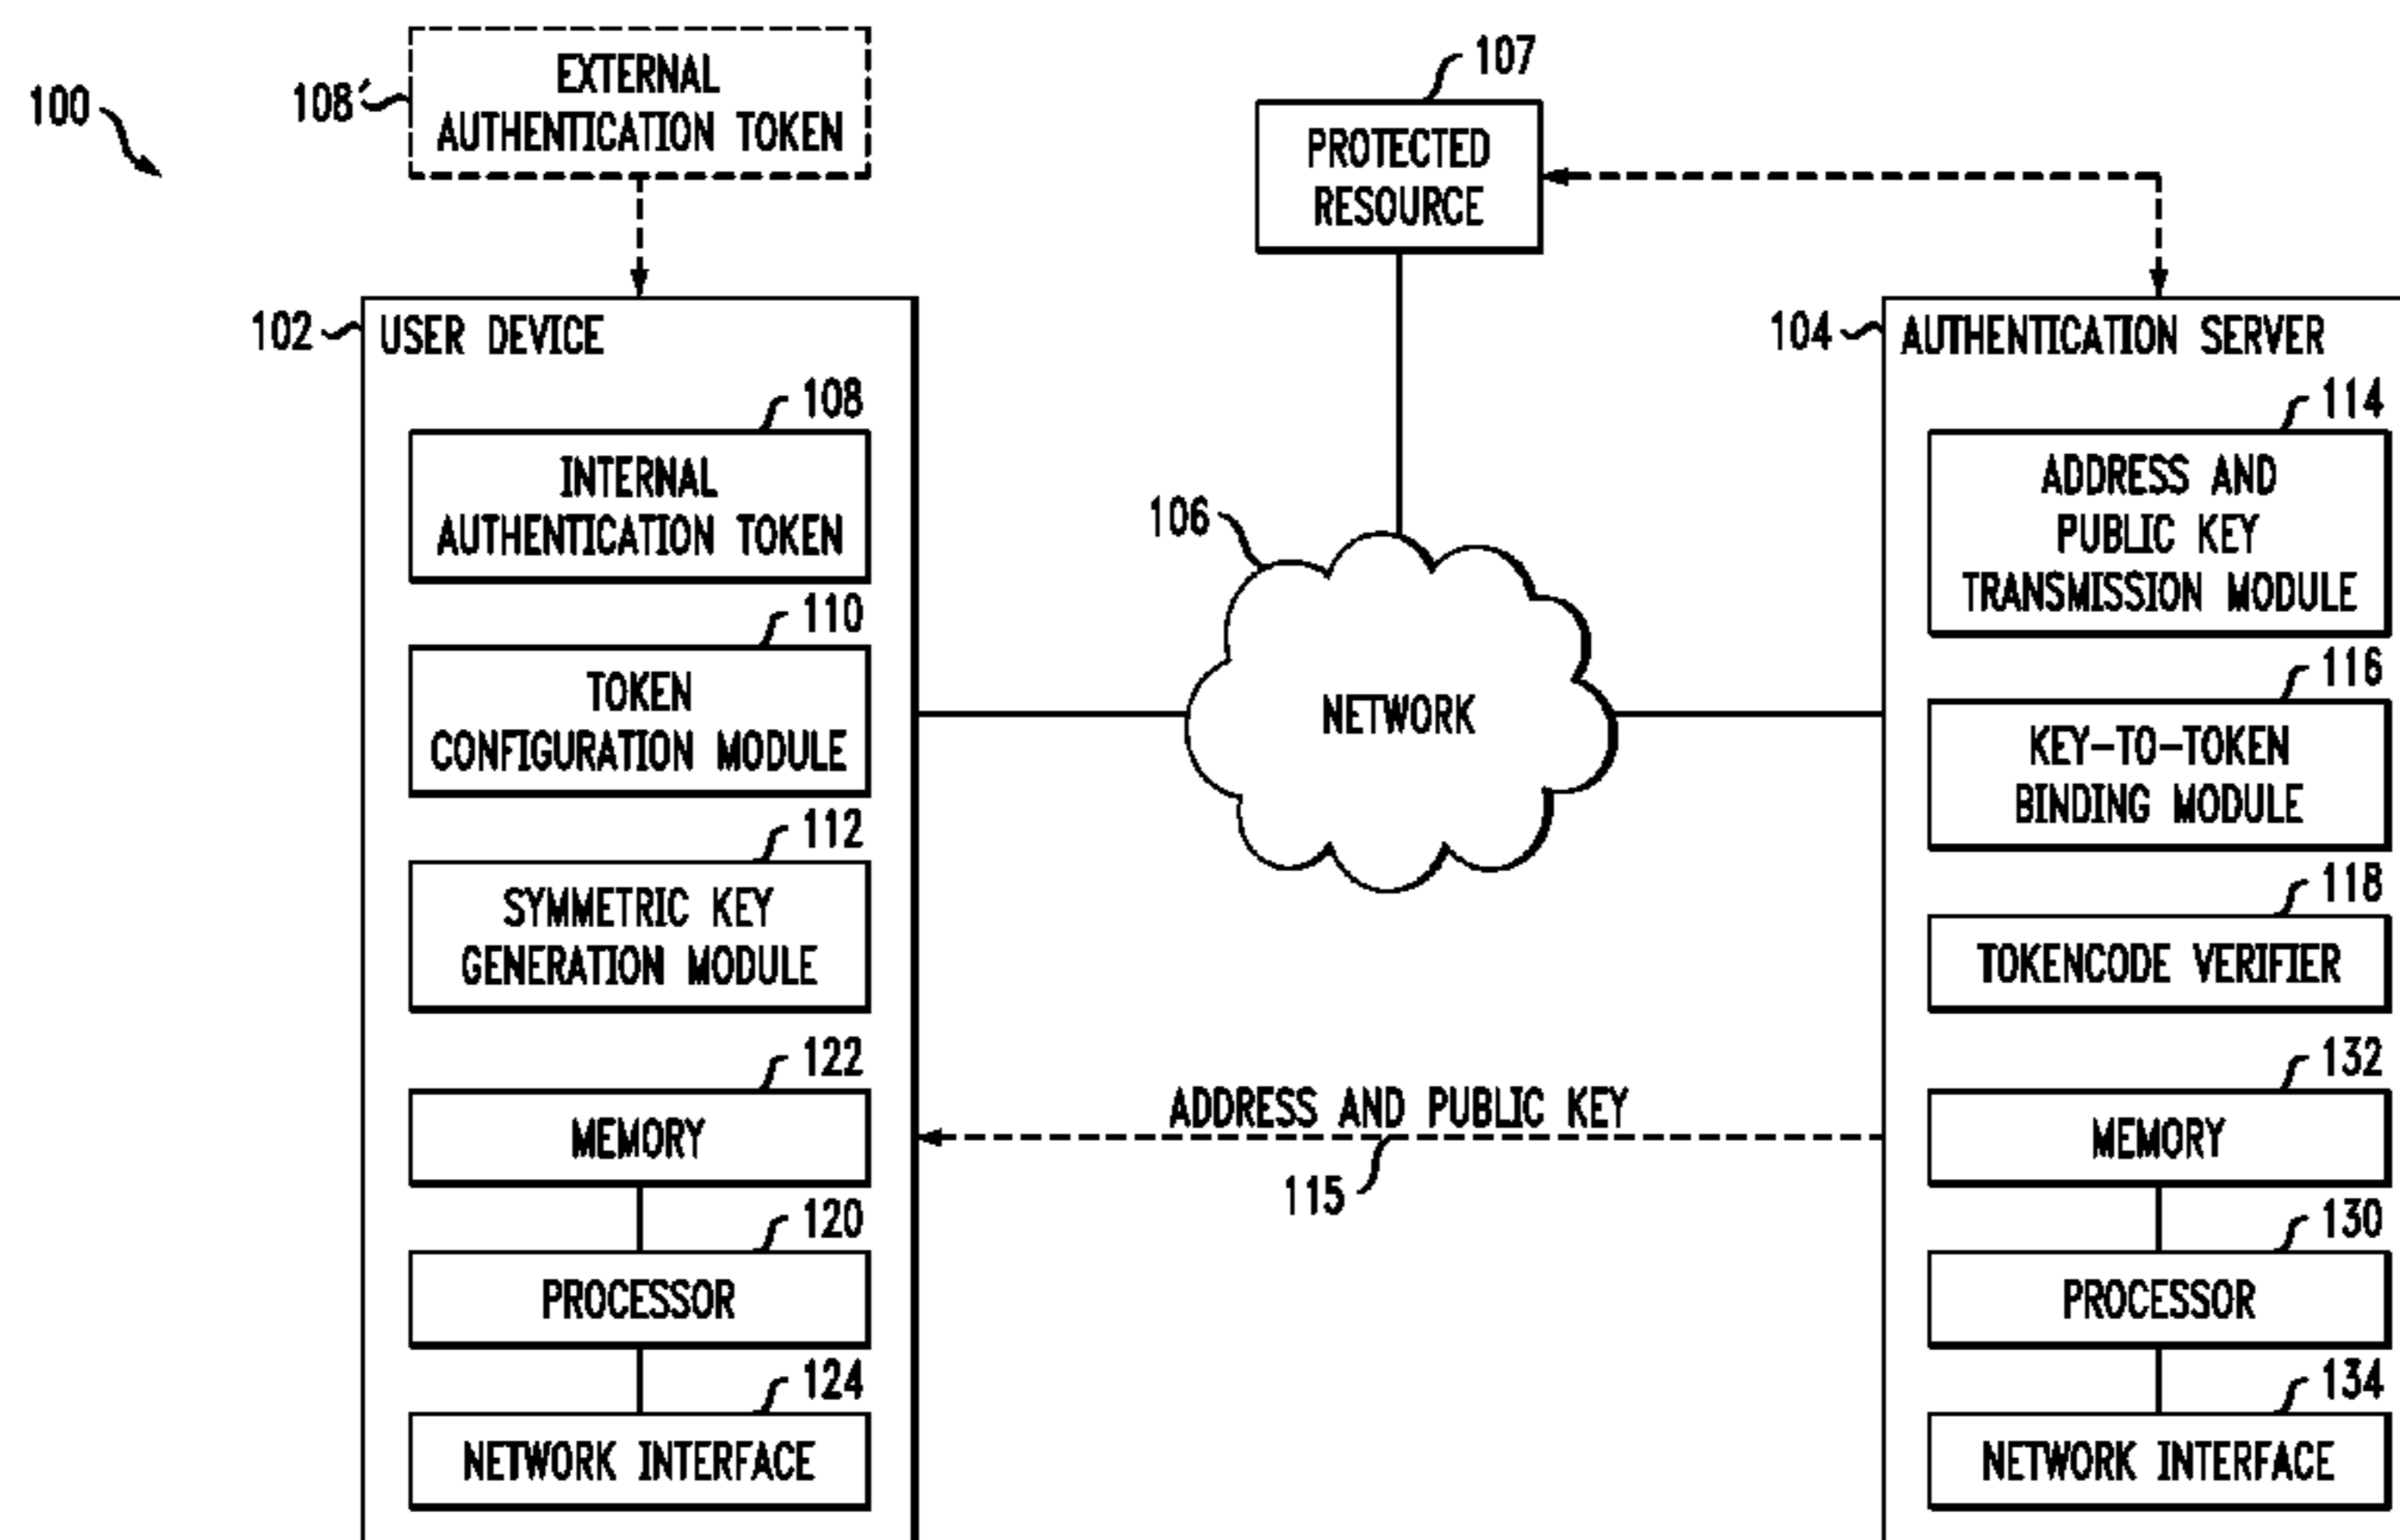 100
108'
EXTERNAL
AUTHENTICATION TOKEN
107
PROTECTED
RESOURCE
102
USER DEVICE
108
INTERNAL
AUTHENTICATION TOKEN
110
TOKEN
CONFIGURATION MODULE
112
SYMMETRIC KEY
GENERATION MODULE
122
MEMORY
120
PROCESSOR
124
NETWORK INTERFACE
106
NETWORK
ADDRESS AND PUBLIC KEY
115
104
AUTHENTICATION SERVER
114
ADDRESS AND
PUBLIC KEY
TRANSMISSION MODULE
116
KEY-TO-TOKEN
BINDING MODULE
118
TOKENCODE VERIFIER
132
MEMORY
130
PROCESSOR
134
NETWORK INTERFACE